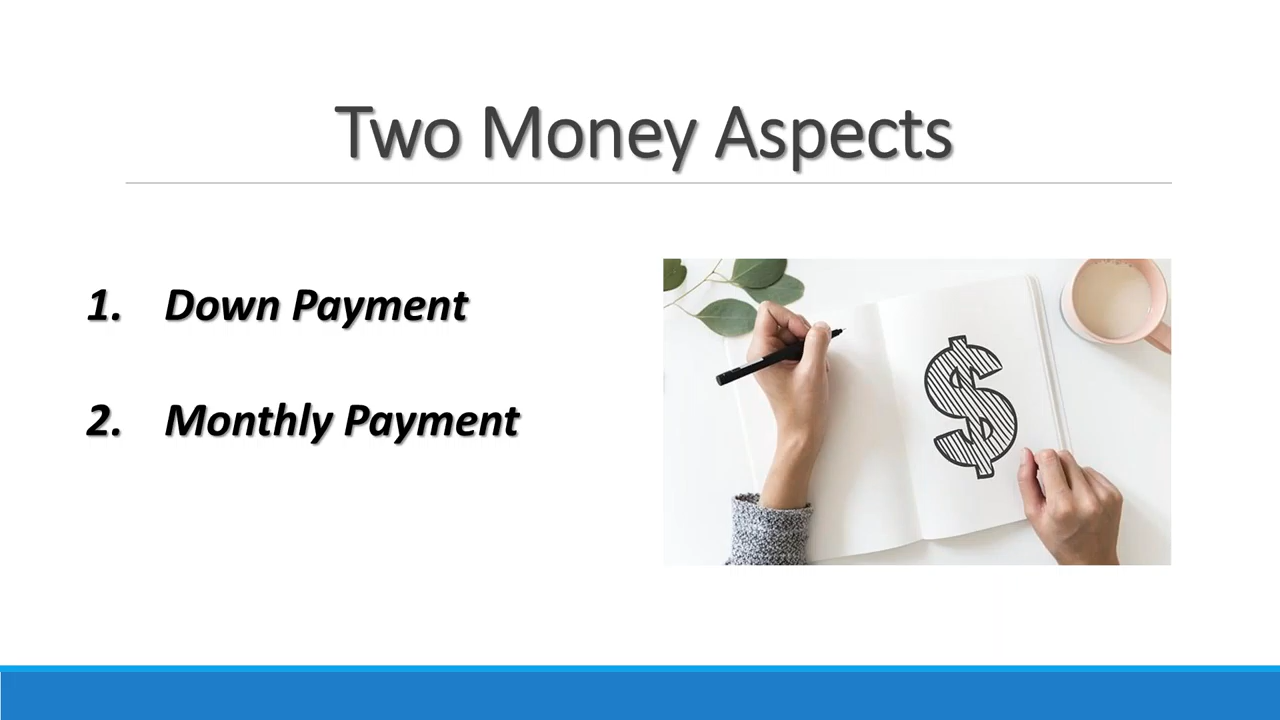 Two Money Aspects
1. Down Payment
2. Monthly Payment
$